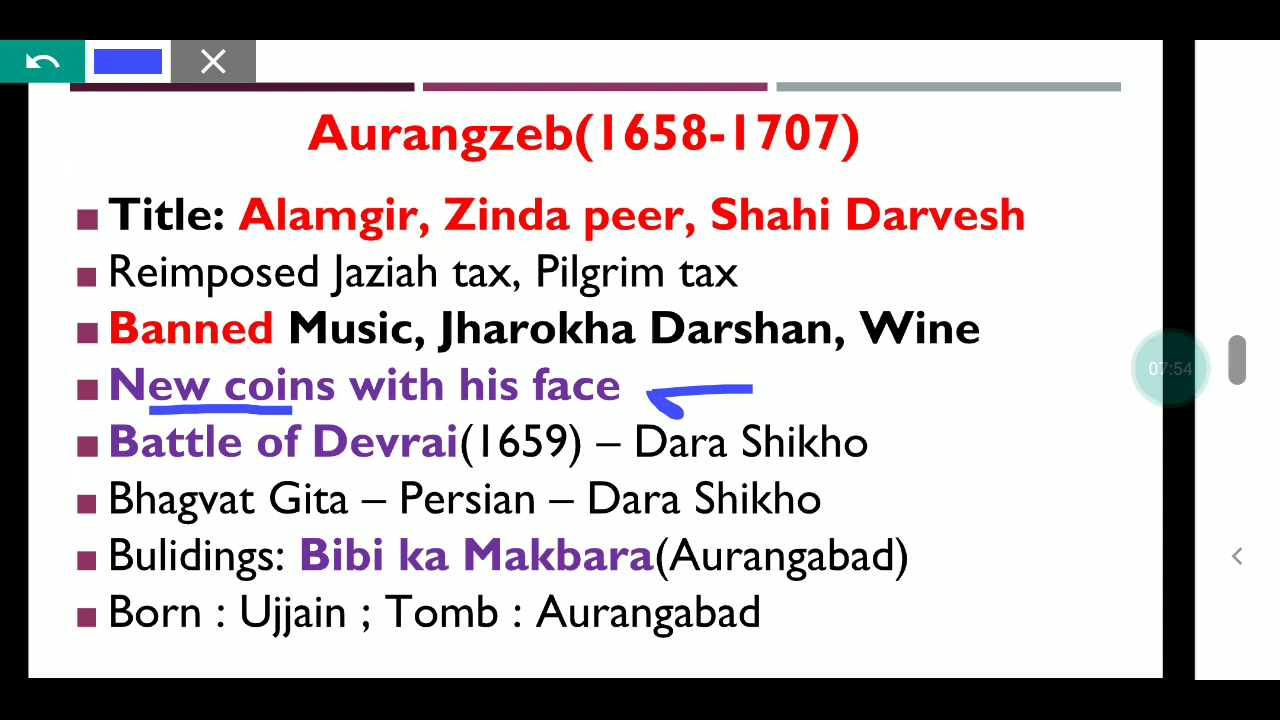 Aurangzeb(1658-1707)
Title: Alamgir, Zinda peer, Shahi Darvesh
Reimposed Jaziah tax, Pilgrim tax
Banned Music, Jharokha Darshan, Wine
New coins with his face
07:54
Battle of Devrai(1659) – Dara Shikho
Bhagvat Gita – Persian – Dara Shikho
Bulidings: Bibi ka Makbara(Aurangabad)
Born : Ujjain ; Tomb : Aurangabad